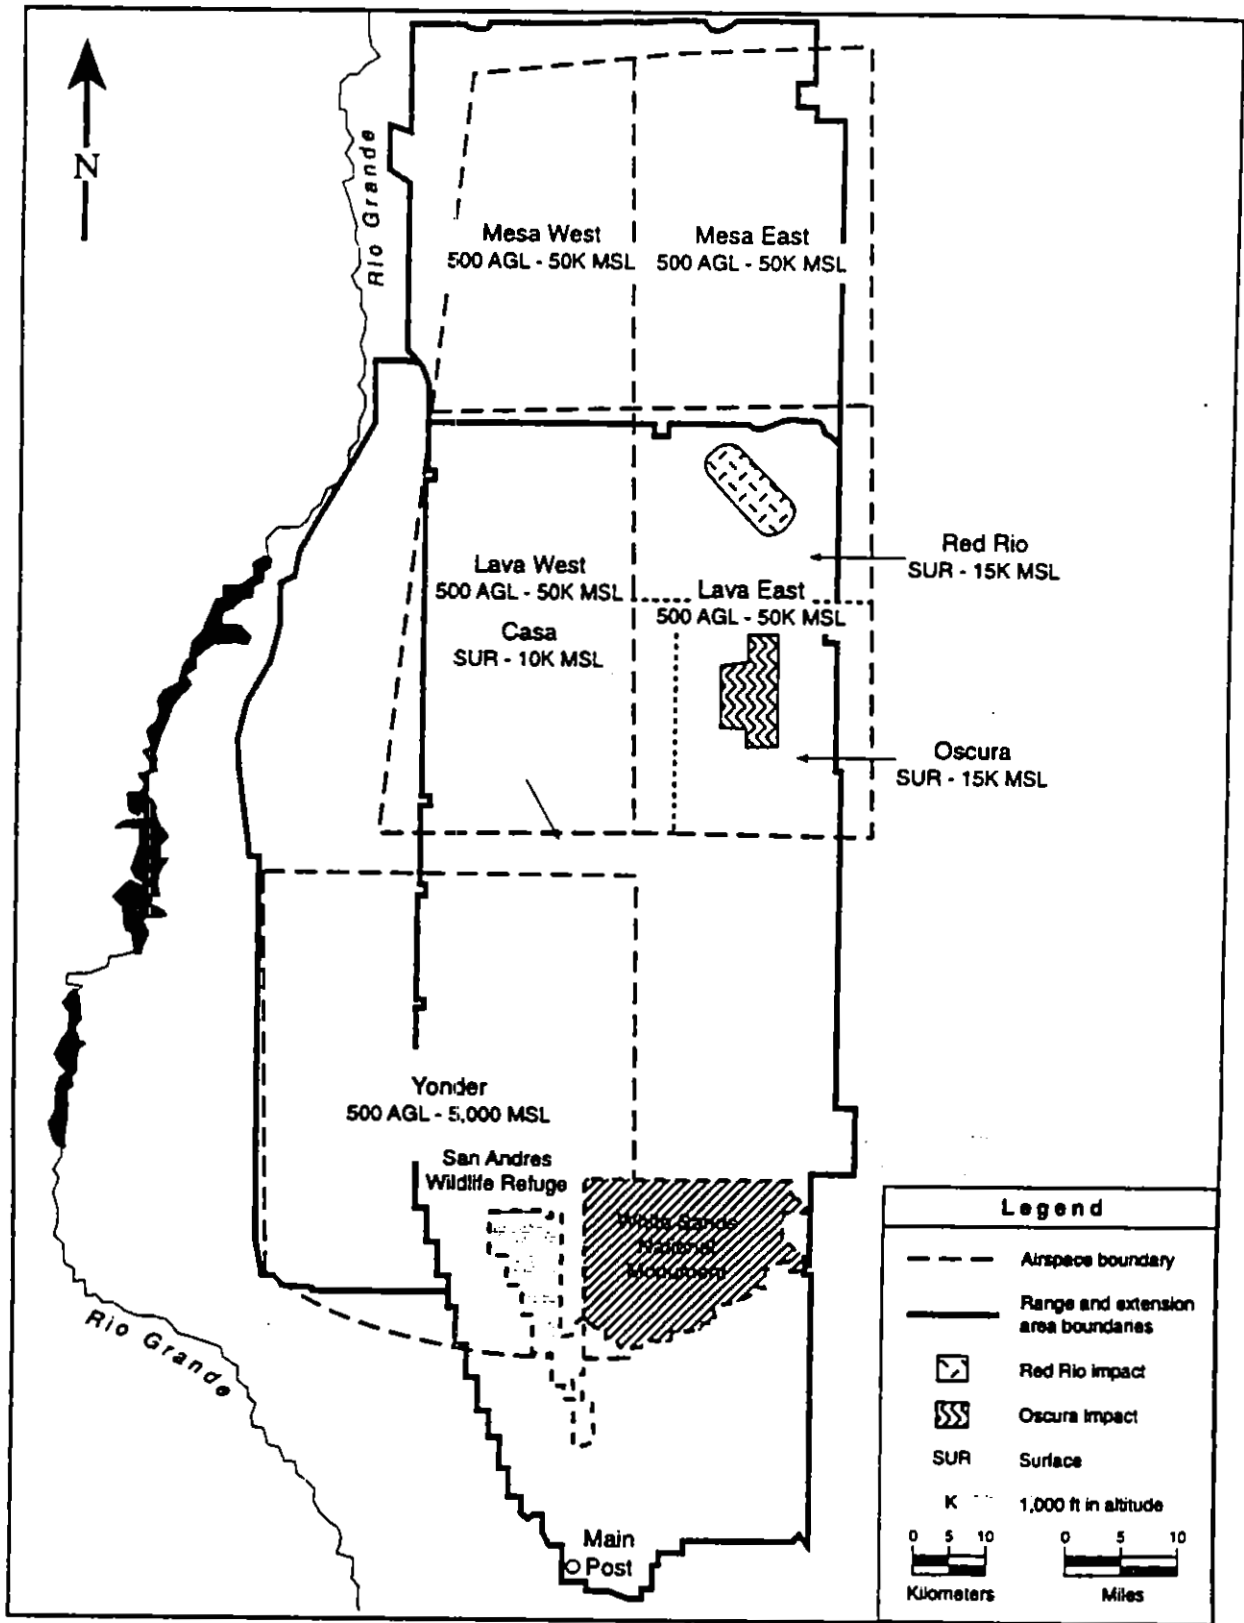 N
Rio Grande
Mesa West
500 AGL - 50K MSL
Mesa East
500 AGL - 50K MSL
Lava West
500 AGL - 50K MSL
Casa
SUR - 10K MSL
Lava East
500 AGL - 50K MSL
Red Rio
SUR - 15K MSL
Oscura
SUR - 15K MSL
Yonder
500 AGL - 5,000 MSL
San Andres
Wildlife Refuge
White Sands
National
Monument
Rio Grande
Main
Post
Legend
Airspace boundary
Range and extension
area boundaries
Red Rio impact
Oscura impact
SUR Surface
K 1,000 ft in altitude
0 5 10
Kilometers
0 5 10
Miles